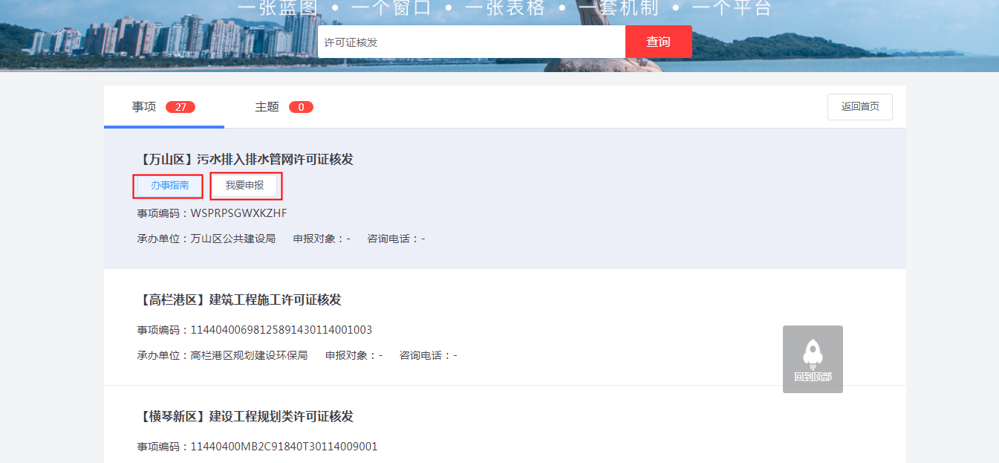 一张蓝图 • 一个窗口 • 一张表格 • 一套机制 • 一个平台
许可证核发 查询
事项 27 主题 0 返回首页
【万山区】污水排入排水管网许可证核发
办事指南 我要申报
事项编码：WSPRPSGWXKZHF
承办单位：万山区公共建设局 申报对象：- 咨询电话：-
【高栏港区】建筑工程施工许可证核发
事项编码：11440400698125891430114001003
承办单位：高栏港区规划建设环保局 申报对象：- 咨询电话：-
回到顶部
【横琴新区】建设工程规划类许可证核发
事项编码：11440400MB2C91840T30114009001